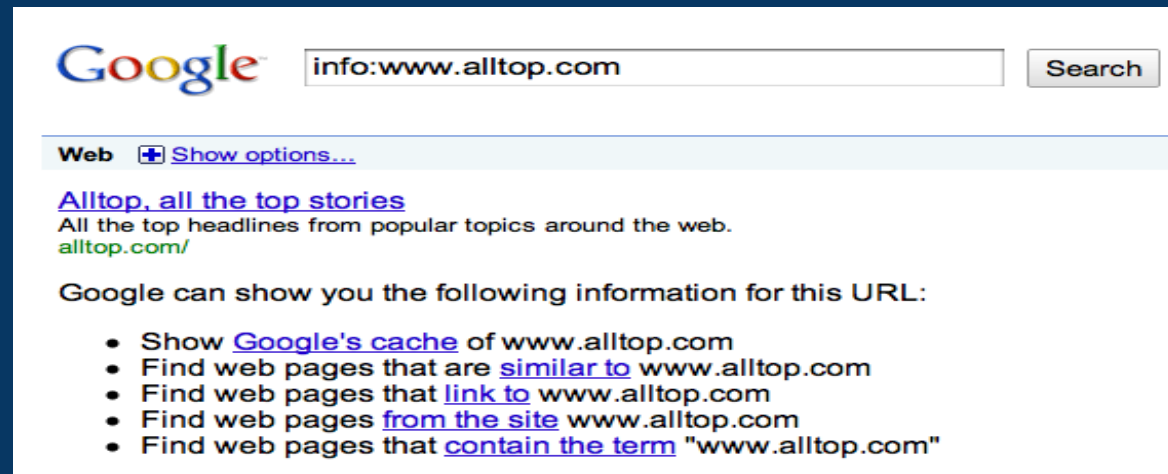 Google™
info:www.alltop.com
Search
Web Show options...
Alltop, all the top stories
All the top headlines from popular topics around the web.
alltop.com/
Google can show you the following information for this URL:
• Show Google's cache of www.alltop.com
• Find web pages that are similar to www.alltop.com
• Find web pages that link to www.alltop.com
• Find web pages from the site www.alltop.com
• Find web pages that contain the term "www.alltop.com"